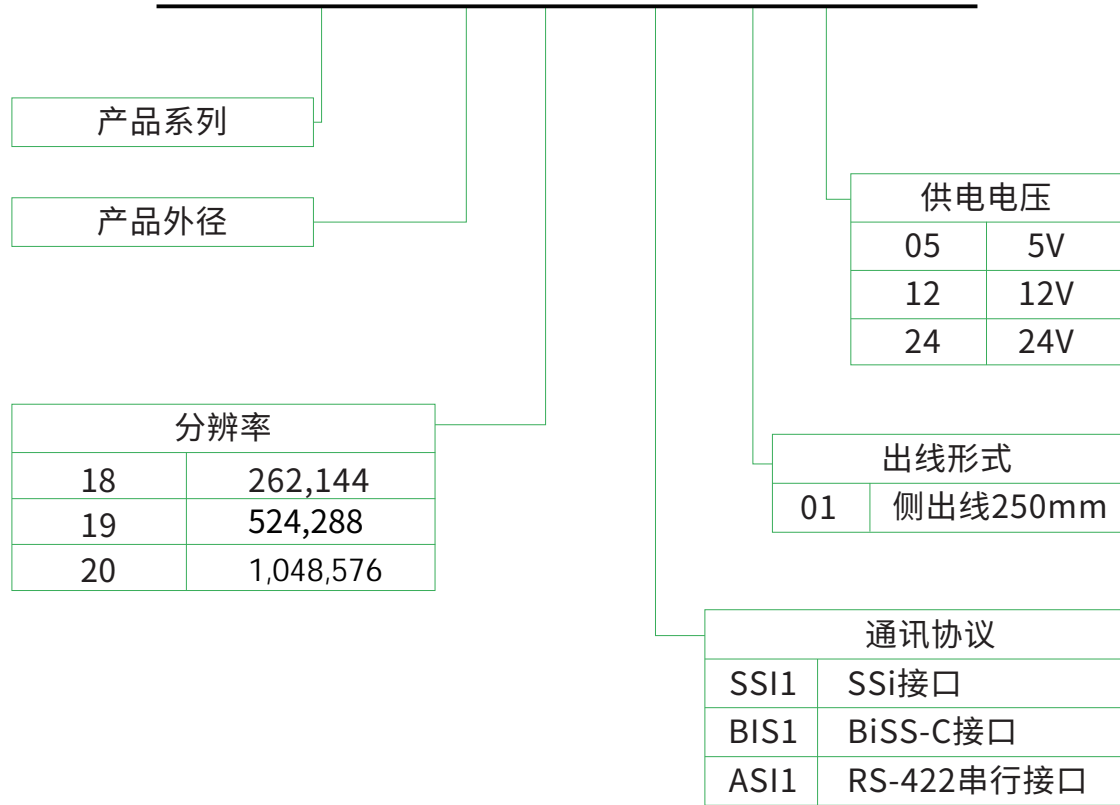 产品系列
产品外径
供电电压
05 5V
12 12V
24 24V
分辨率
18 262,144
19 524,288
20 1,048,576
出线形式
01 侧出线250mm
通讯协议
SSI1 SSi接口
BIS1 BiSS-C接口
ASI1 RS-422串行接口